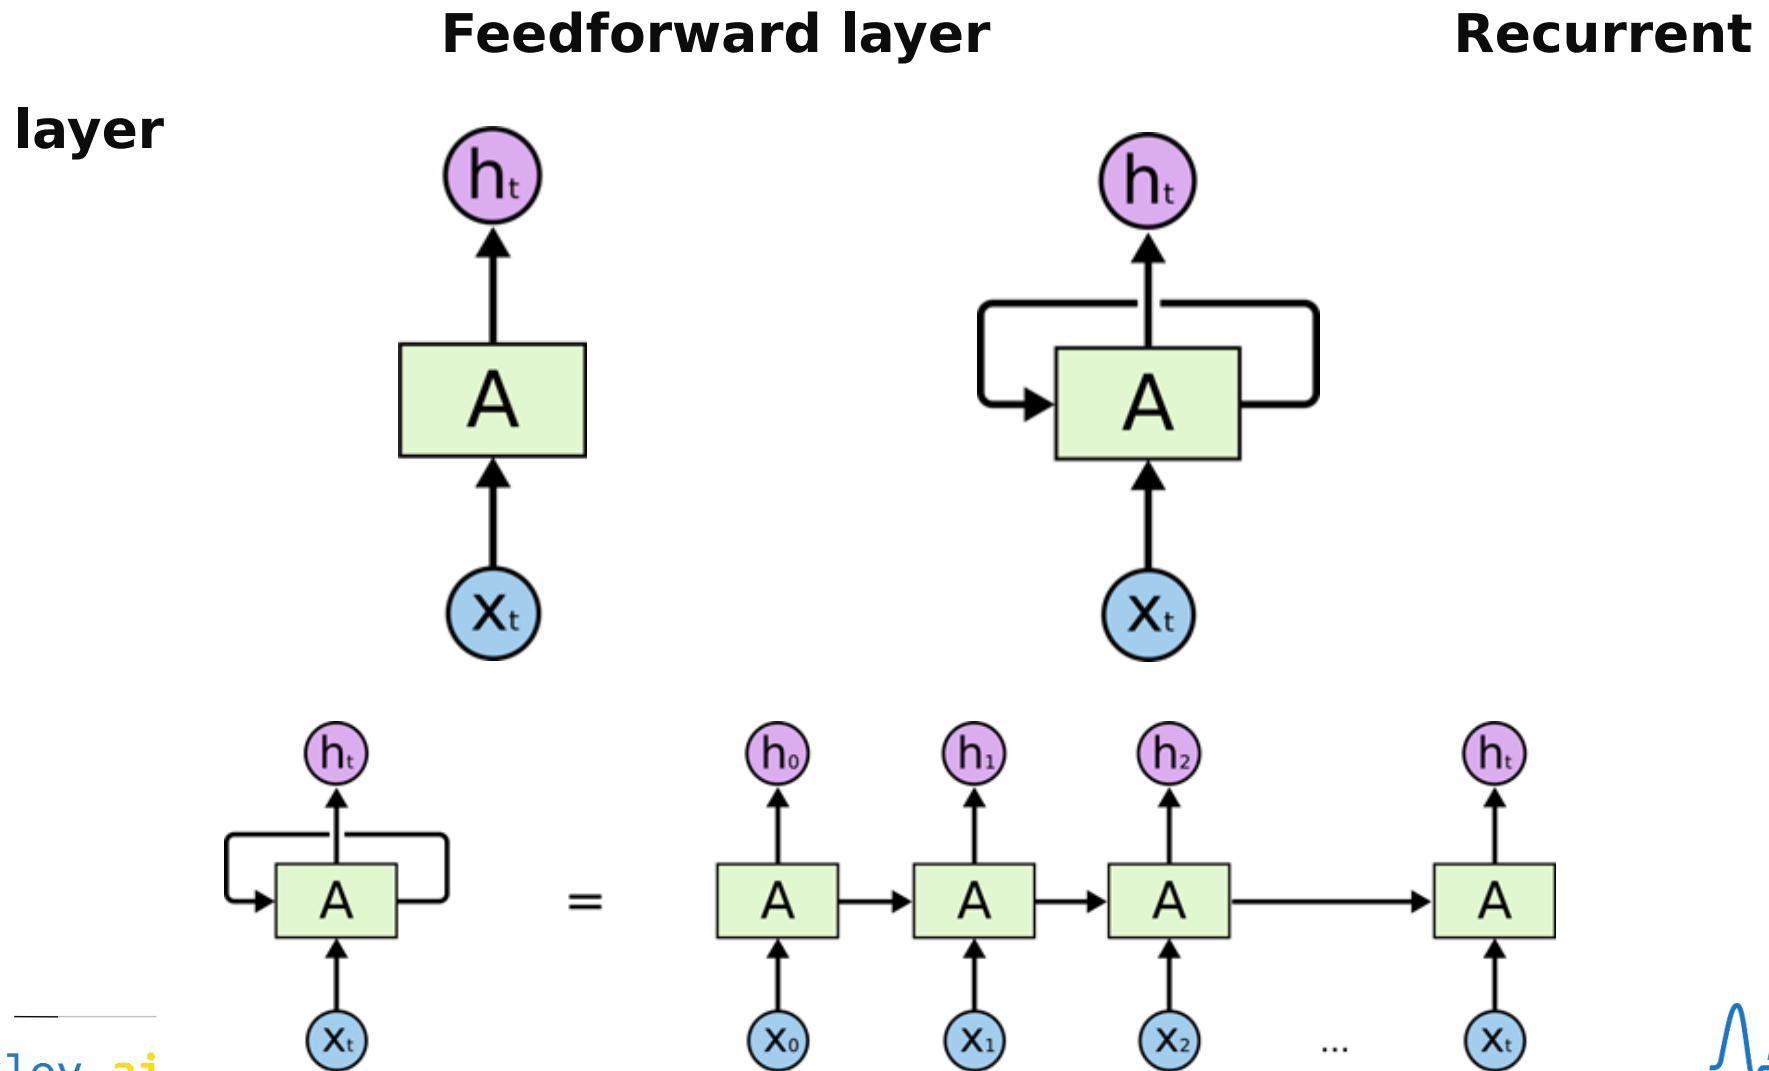 Feedforward layer Recurrent
layer
hₜ hₜ
A A
xₜ xₜ
hₜ h₀ h₁ h₂ hₜ
A = A A A A
xₜ x₀ x₁ x₂ ... xₜ